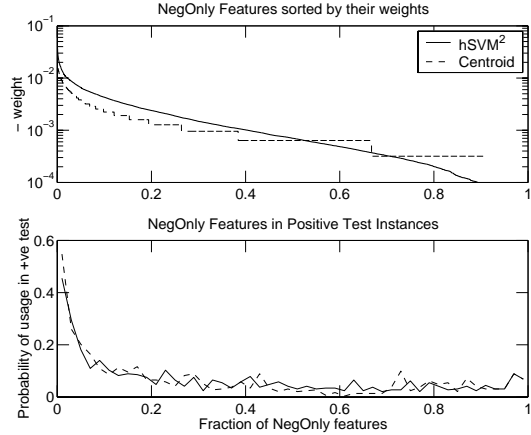 NegOnly Features sorted by their weights
− weight
10⁻¹
10⁻²
10⁻³
10⁻⁴
hSVM²
Centroid
0 0.2 0.4 0.6 0.8 1
NegOnly Features in Positive Test Instances
Probability of usage in +ve test
0.6
0.4
0.2
0
0 0.2 0.4 0.6 0.8 1
Fraction of NegOnly features